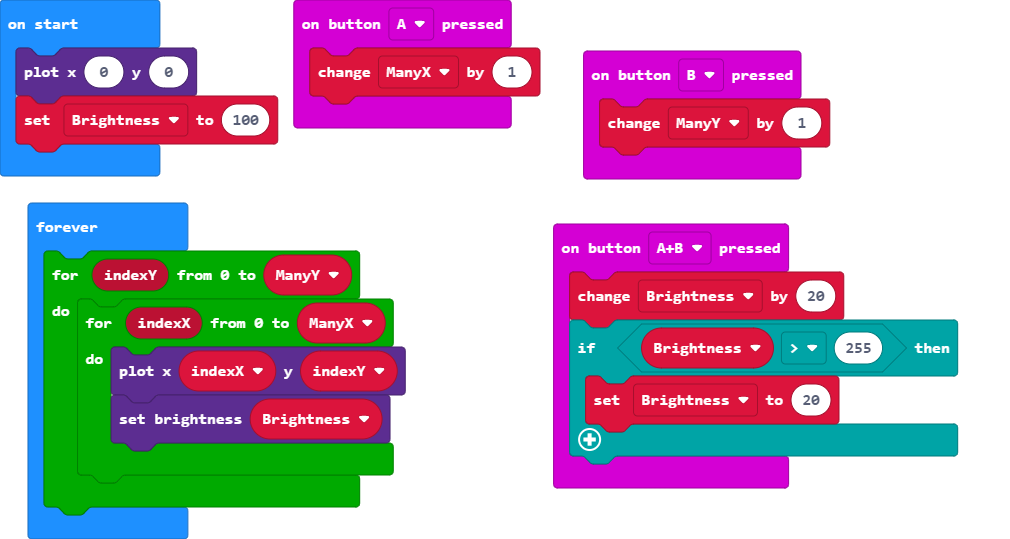 on start
plot x 0 y 0
set Brightness to 100
on button A pressed
change ManyX by 1
on button B pressed
change ManyY by 1
forever
for indexY from 0 to ManyY
do
for indexX from 0 to ManyX
do
plot x indexX y indexY
set brightness Brightness
on button A+B pressed
change Brightness by 20
if Brightness > 255 then
set Brightness to 20